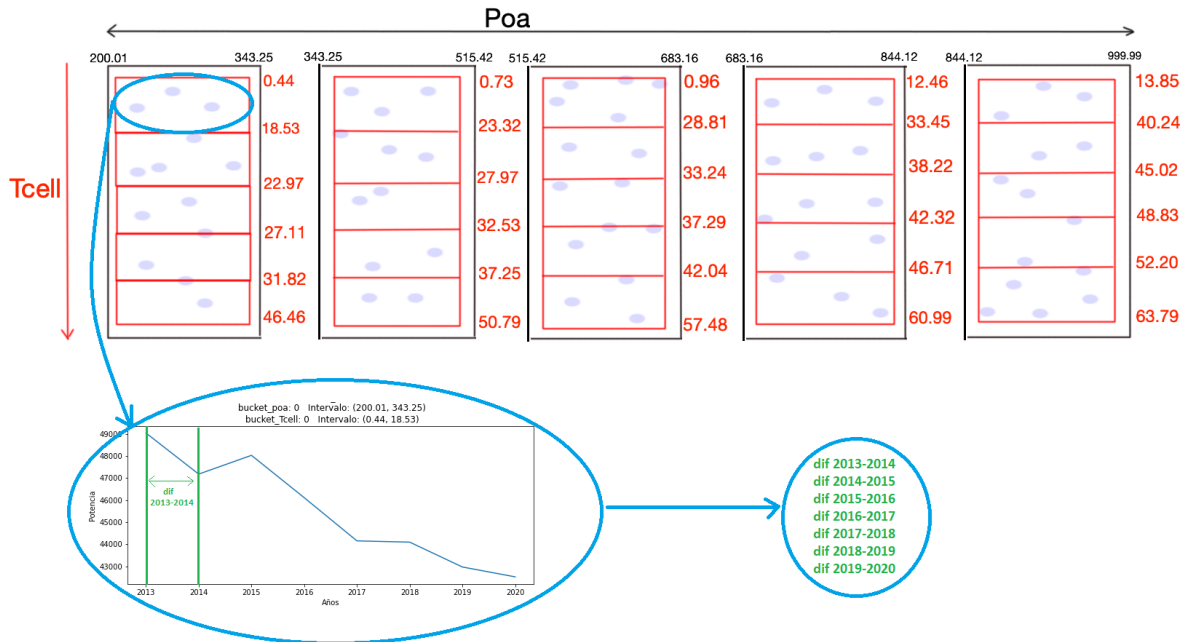 Poa
200.01 343.25 343.25 515.42 515.42 683.16 683.16 844.12 844.12 999.99
Tcell
0.44 0.73 0.96 12.46 13.85
18.53 23.32 28.81 33.45 40.24
22.97 27.97 33.24 38.22 45.02
27.11 32.53 37.29 42.32 48.83
31.82 37.25 42.04 46.71 52.20
46.46 50.79 57.48 60.99 63.79
bucket_poa: 0 Intervalo: (200.01, 343.25)
bucket_Tcell: 0 Intervalo: (0.44, 18.53)
Potencia
49000
48000
47000
46000
45000
44000
43000
dif
2013-2014
2013 2014 2015 2016 2017 2018 2019 2020
Años
dif 2013-2014
dif 2014-2015
dif 2015-2016
dif 2016-2017
dif 2017-2018
dif 2018-2019
dif 2019-2020